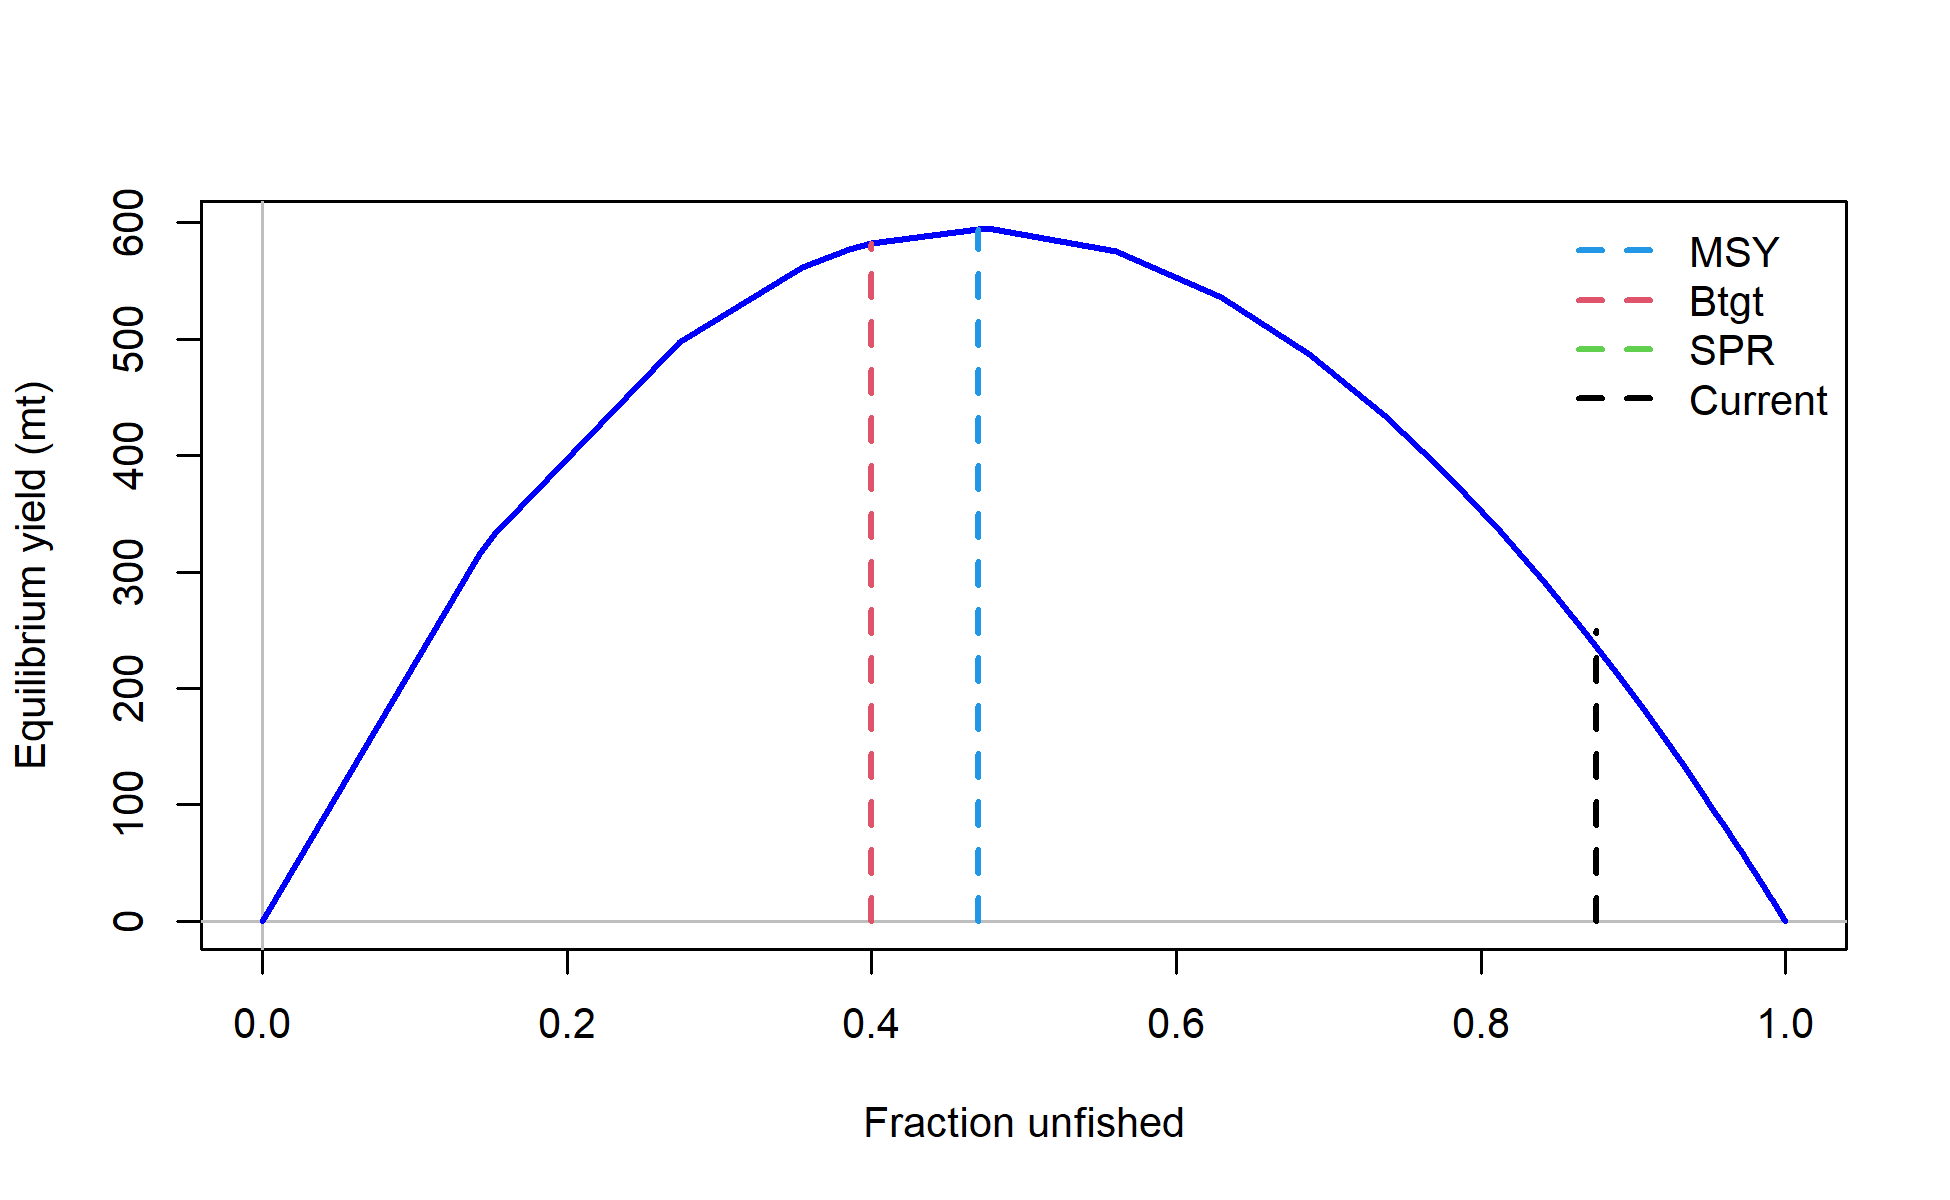 Equilibrium yield (mt)
600
500
400
300
200
100
0
MSY
Btgt
SPR
Current
0.0 0.2 0.4 0.6 0.8 1.0
Fraction unfished